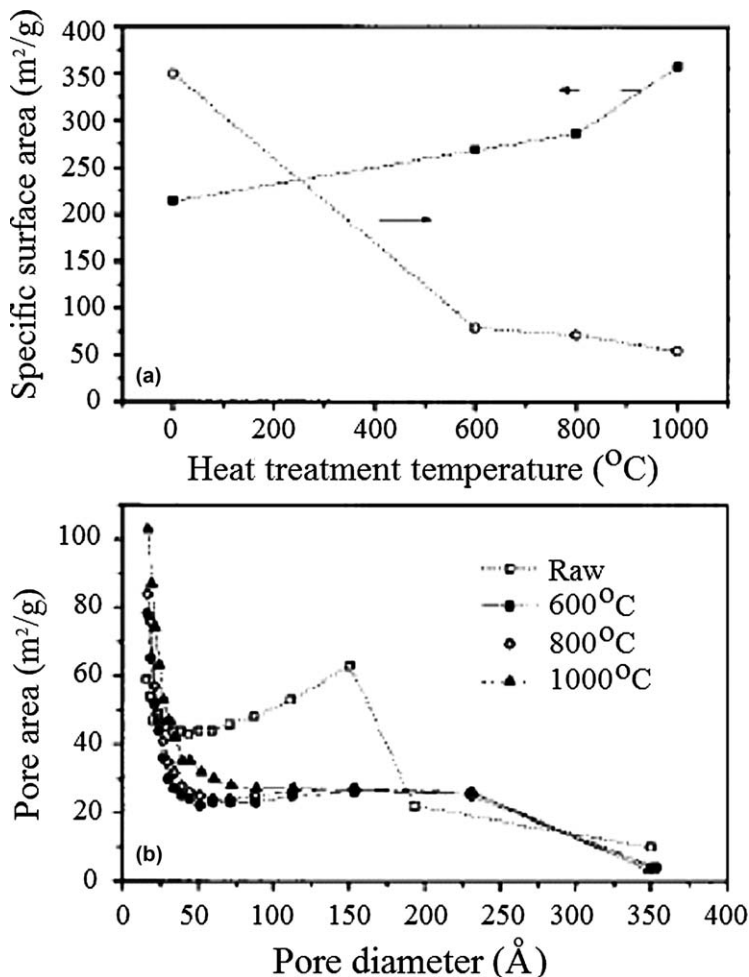 400
350
300
250
200
150
100
50
0
Specific surface area (m²/g)
(a)
0 200 400 600 800 1000
Heat treatment temperature (°C)
100
80
60
40
20
0
Pore area (m²/g)
Raw
600°C
800°C
1000°C
(b)
0 50 100 150 200 250 300 350 400
Pore diameter (Å)